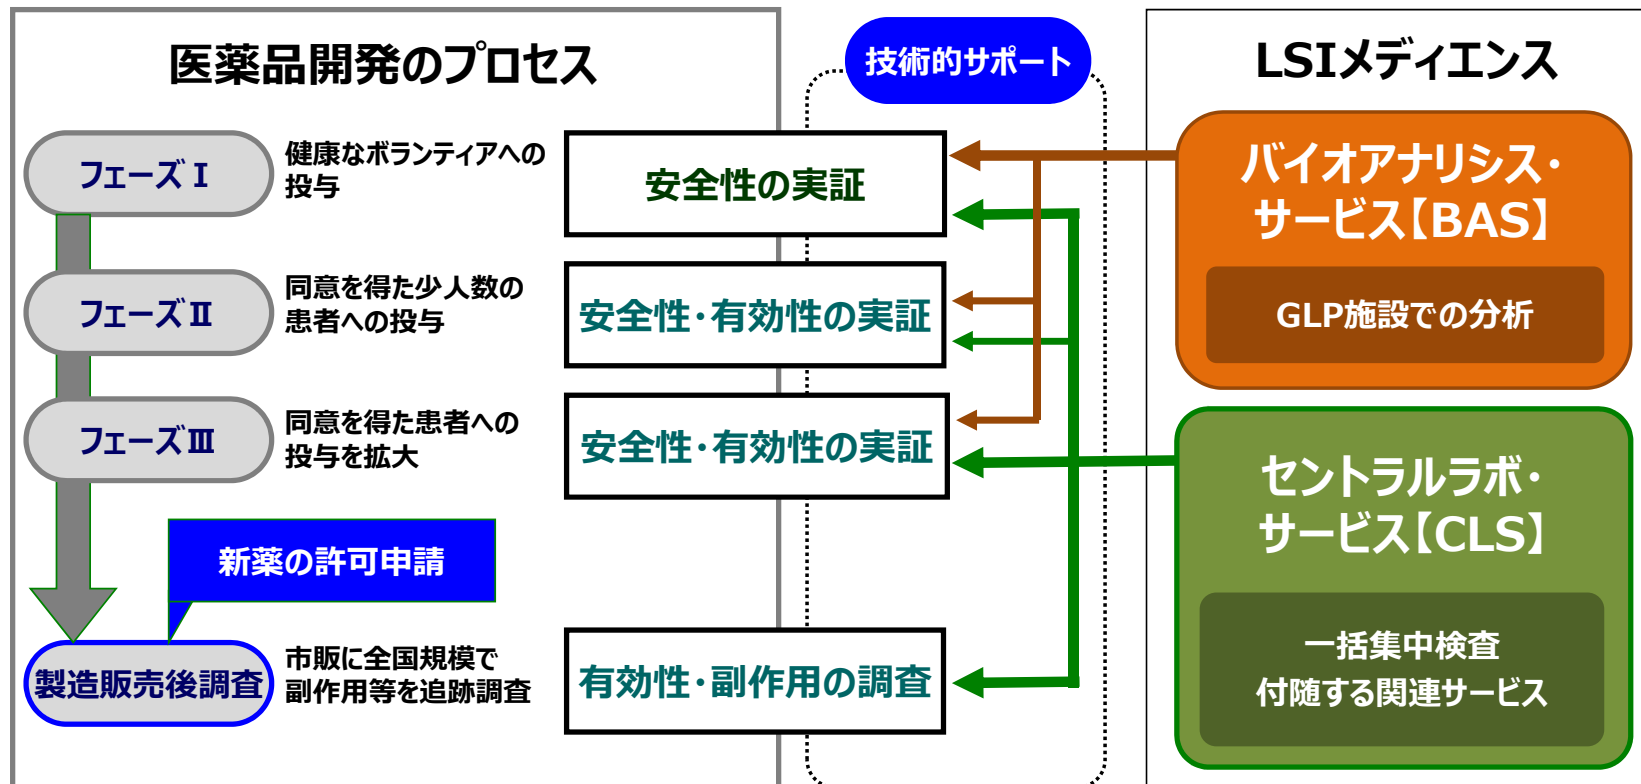 医薬品開発のプロセス
技術的サポート
LSIメディエンス
フェーズⅠ
健康なボランティアへの
投与
安全性の実証
フェーズⅡ
同意を得た少人数の
患者への投与
安全性・有効性の実証
フェーズⅢ
同意を得た患者への
投与を拡大
安全性・有効性の実証
新薬の許可申請
製造販売後調査
市販に全国規模で
副作用等を追跡調査
有効性・副作用の調査
バイオアナリシス・
サービス【BAS】
GLP施設での分析
セントラルラボ・
サービス【CLS】
一括集中検査
付随する関連サービス